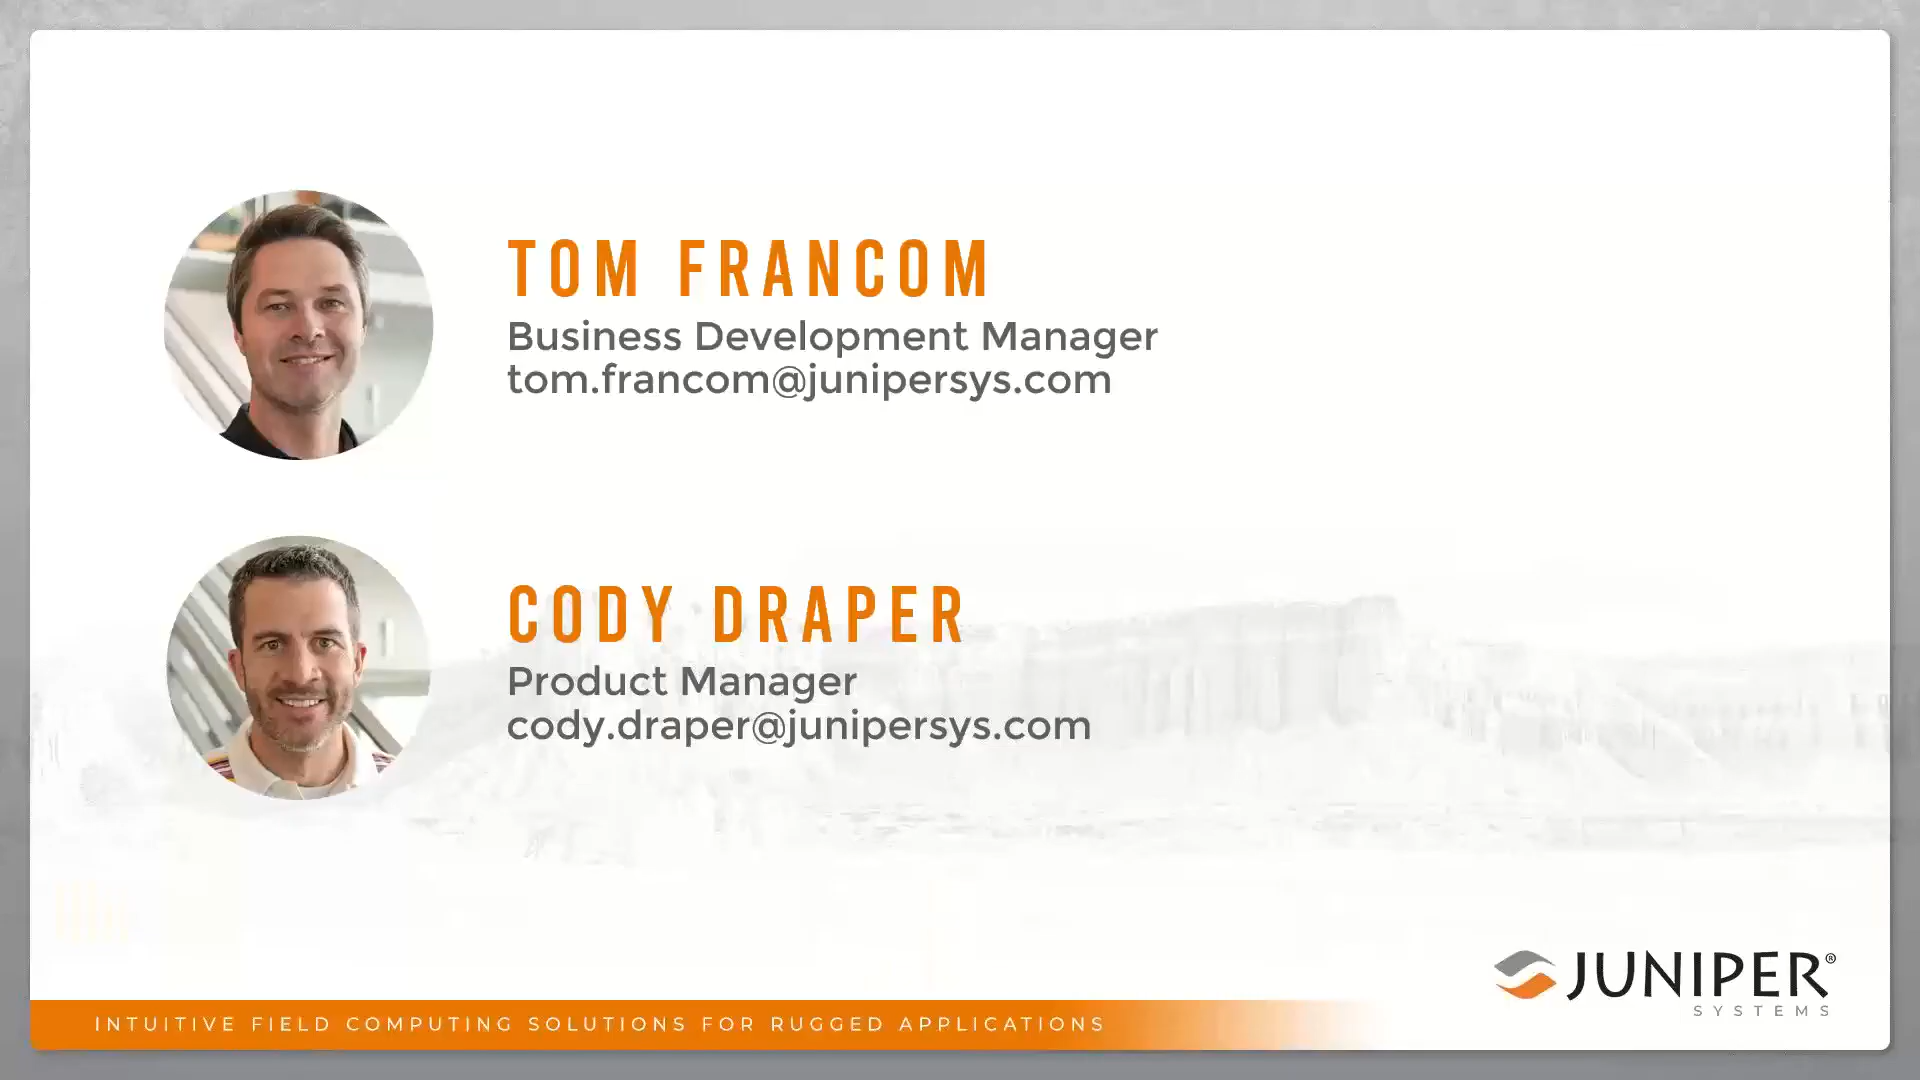 TOM FRANCOM
Business Development Manager
tom.francom@junipersys.com
CODY DRAPER
Product Manager
cody.draper@junipersys.com
JUNIPER®
SYSTEMS
INTUITIVE FIELD COMPUTING SOLUTIONS FOR RUGGED APPLICATIONS